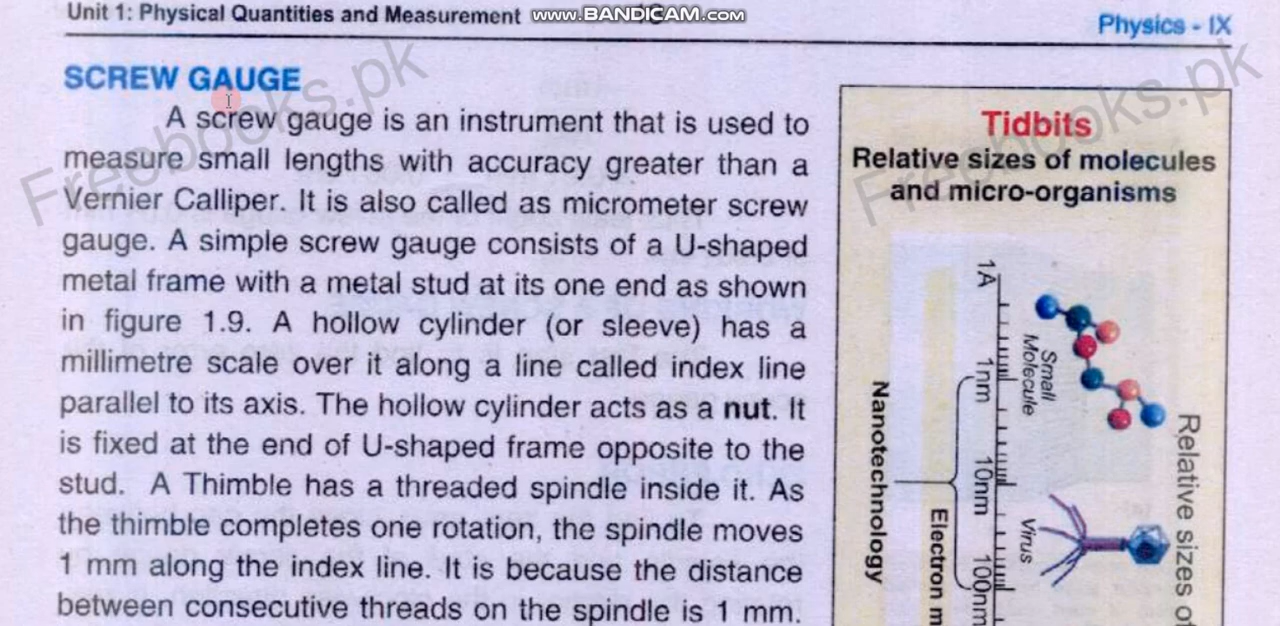 Unit 1: Physical Quantities and Measurement
www.BANDICAM.com
Physics - IX
SCREW GAUGE
A screw gauge is an instrument that is used to
measure small lengths with accuracy greater than a
Vernier Calliper. It is also called as micrometer screw
gauge. A simple screw gauge consists of a U-shaped
metal frame with a metal stud at its one end as shown
in figure 1.9. A hollow cylinder (or sleeve) has a
millimetre scale over it along a line called index line
parallel to its axis. The hollow cylinder acts as a nut. It
is fixed at the end of U-shaped frame opposite to the
stud. A Thimble has a threaded spindle inside it. As
the thimble completes one rotation, the spindle moves
1 mm along the index line. It is because the distance
between consecutive threads on the spindle is 1 mm.
Freebooks.pk
Tidbits
Relative sizes of molecules
and micro-organisms
Freebooks.pk
Relative sizes of
Small
Molecule
Virus
1Å
1nm
10nm
100nm
Electron m
Nanotechnology